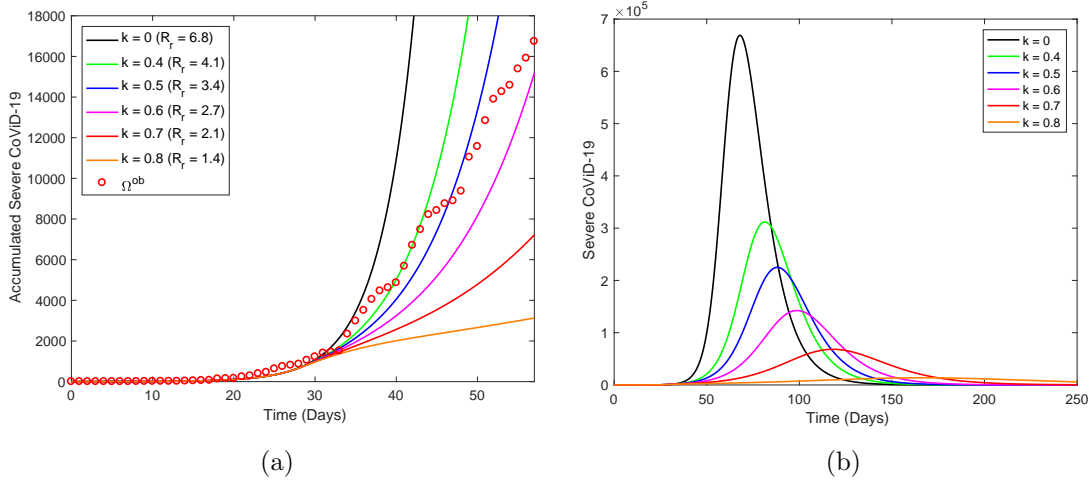 18000
16000
14000
12000
10000
8000
6000
4000
2000
0
Accumulated Severe CoViD-19
k = 0 (R_r = 6.8)
k = 0.4 (R_r = 4.1)
k = 0.5 (R_r = 3.4)
k = 0.6 (R_r = 2.7)
k = 0.7 (R_r = 2.1)
k = 0.8 (R_r = 1.4)
Ω^ob
0 10 20 30 40 50
Time (Days)
(a)
×10^5
7
6
5
4
3
2
1
0
Severe CoViD-19
k = 0
k = 0.4
k = 0.5
k = 0.6
k = 0.7
k = 0.8
0 50 100 150 200 250
Time (Days)
(b)